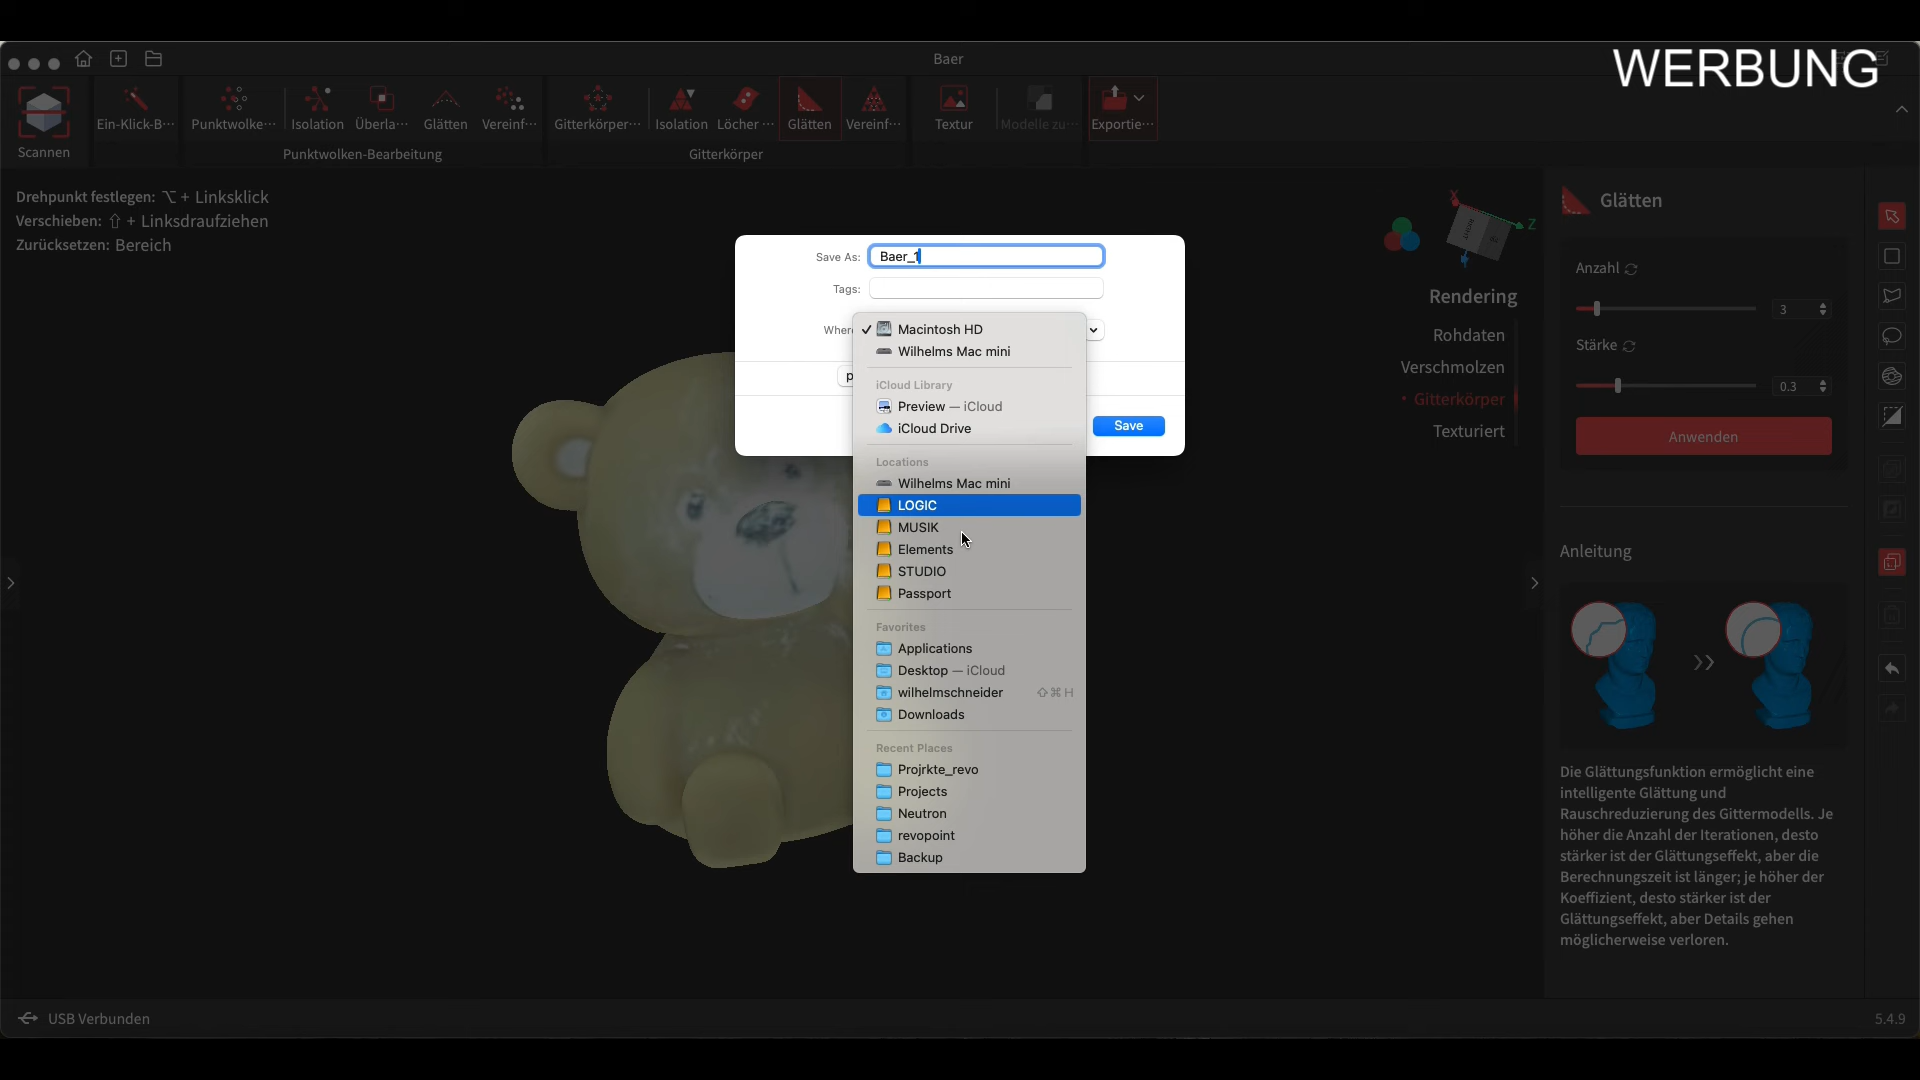 Baer
WERBUNG
Scannen
Ein-Klick-B···
Punktwolke···
Isolation
Überla···
Glätten
Vereinf···
Punktwolken-Bearbeitung
Gitterkörper···
Isolation
Löcher ···
Glätten
Vereinf···
Gitterkörper
Textur
Modelle zu···
Exportie···
Drehpunkt festlegen: ⌥ + Linksklick
Verschieben: ⇧ + Linksdraufziehen
Zurücksetzen: Bereich
Save As: Baer_1
Tags:
Where
p
Save
✓ Macintosh HD
Wilhelms Mac mini
iCloud Library
Preview — iCloud
iCloud Drive
Locations
Wilhelms Mac mini
LOGIC
MUSIK
Elements
STUDIO
Passport
Favorites
Applications
Desktop — iCloud
wilhelmschneider ⇧⌘H
Downloads
Recent Places
Projrkte_revo
Projects
Neutron
revopoint
Backup
X
Z
Rendering
Rohdaten
Verschmolzen
• Gitterkörper
Texturiert
Glätten
Anzahl
3
Stärke
0.3
Anwenden
Anleitung
Die Glättungsfunktion ermöglicht eine
intelligente Glättung und
Rauschreduzierung des Gittermodells. Je
höher die Anzahl der Iterationen, desto
stärker ist der Glättungseffekt, aber die
Berechnungszeit ist länger; je höher der
Koeffizient, desto stärker ist der
Glättungseffekt, aber Details gehen
möglicherweise verloren.
USB Verbunden
5.4.9